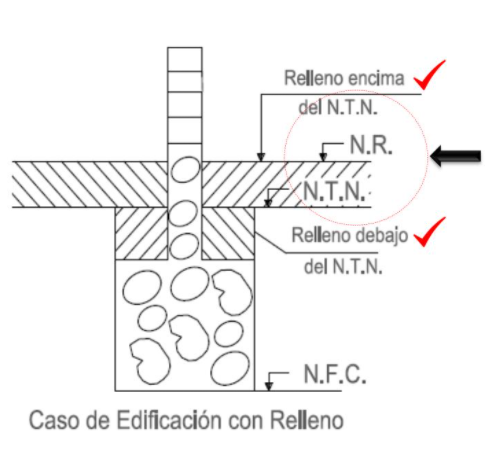 Relleno encima
del N.T.N.
N.R.
N.T.N.
Relleno debajo
del N.T.N.
N.F.C.
Caso de Edificación con Relleno